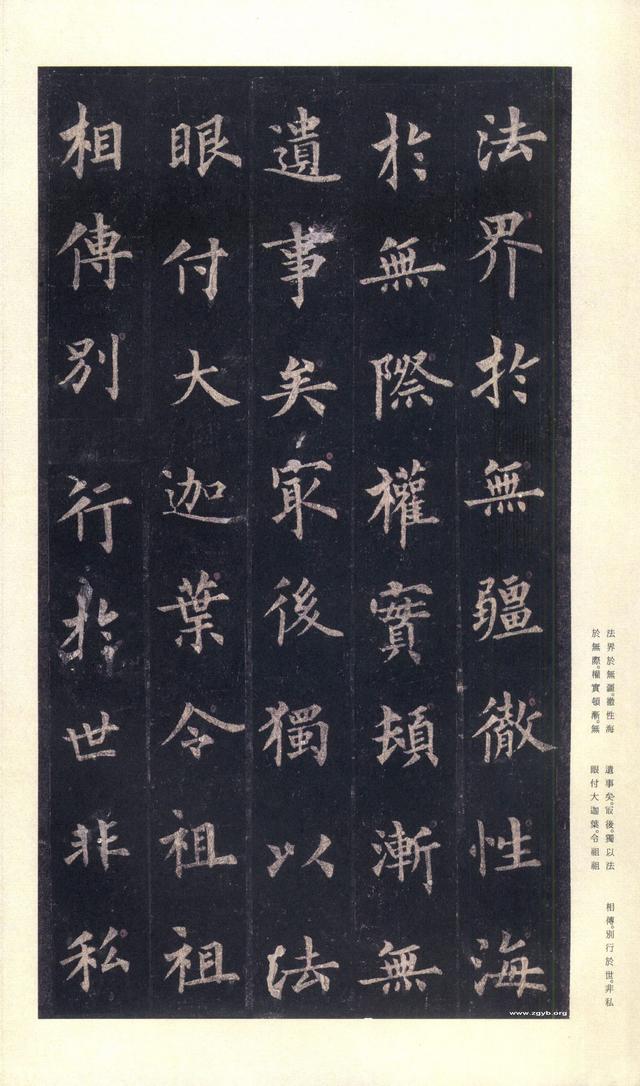 法界於無疆徹性海
於無際權實頓漸無
遺事矣㝡後獨以法
眼付大迦葉令祖祖
相傳別行於世非私
法界於無疆。徹性海
於無際。權實頓漸。無
遺事矣。㝡後。獨以法
眼付大迦葉。令祖祖
相傳。別行於世。非私
www.zgyb.org